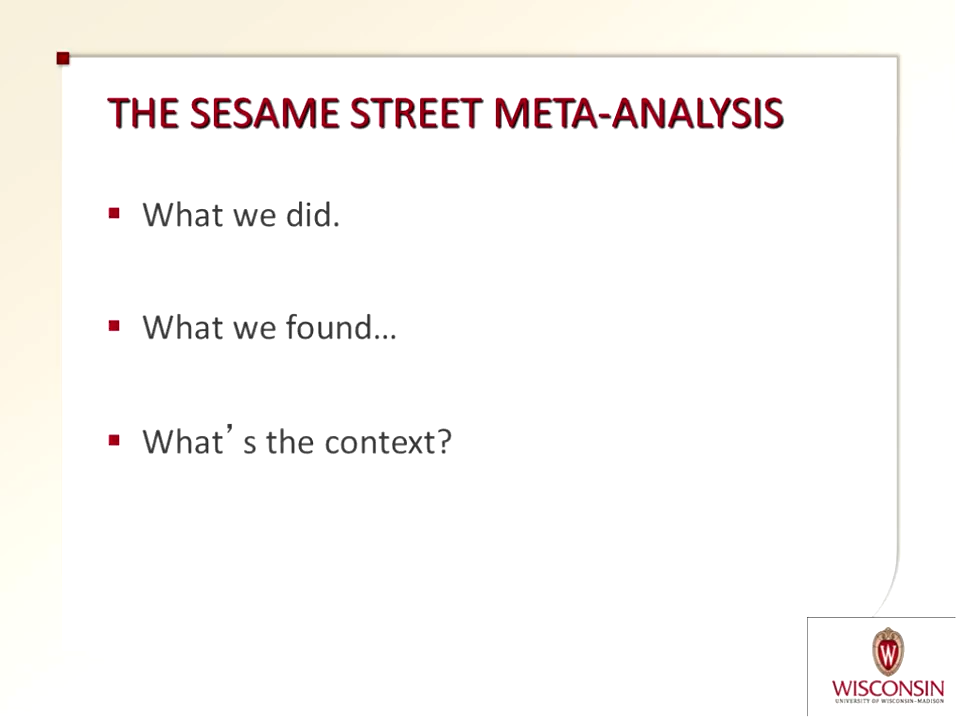 THE SESAME STREET META-ANALYSIS
What we did.
What we found…
What’s the context?
W
WISCONSIN
UNIVERSITY OF WISCONSIN-MADISON